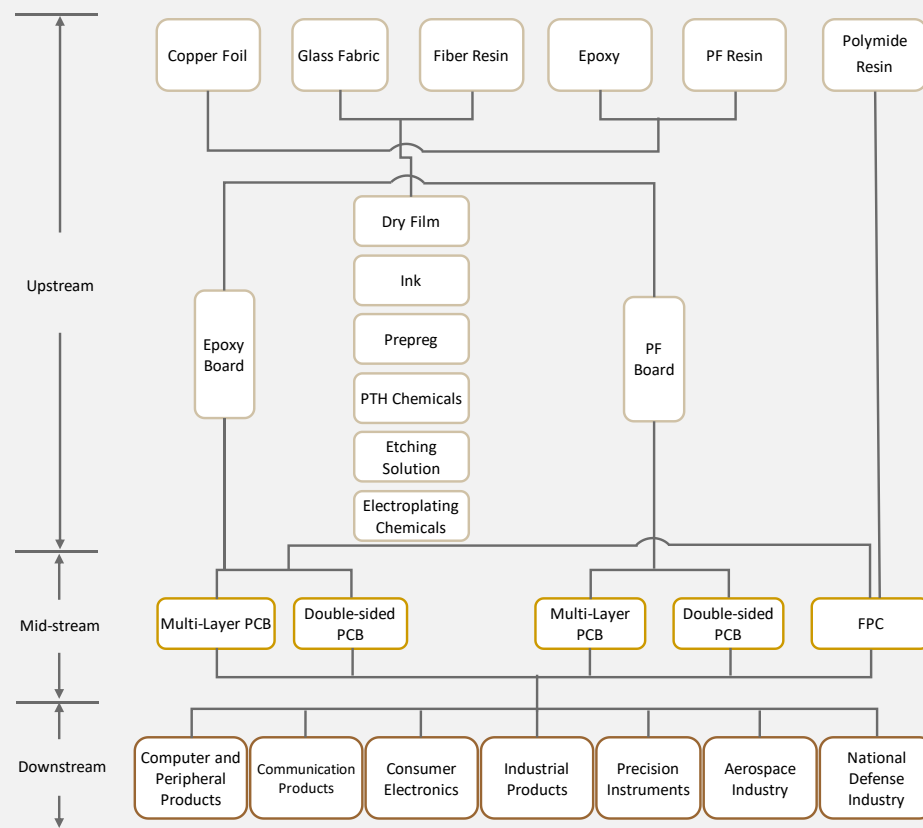 Copper Foil
Glass Fabric
Fiber Resin
Epoxy
PF Resin
Polymide
Resin
Upstream
Dry Film
Ink
Prepreg
PTH Chemicals
Etching
Solution
Electroplating
Chemicals
Epoxy
Board
PF
Board
Mid-stream
Multi-Layer PCB
Double-sided
PCB
Multi-Layer
PCB
Double-sided
PCB
FPC
Downstream
Computer and
Peripheral
Products
Communication
Products
Consumer
Electronics
Industrial
Products
Precision
Instruments
Aerospace
Industry
National
Defense
Industry